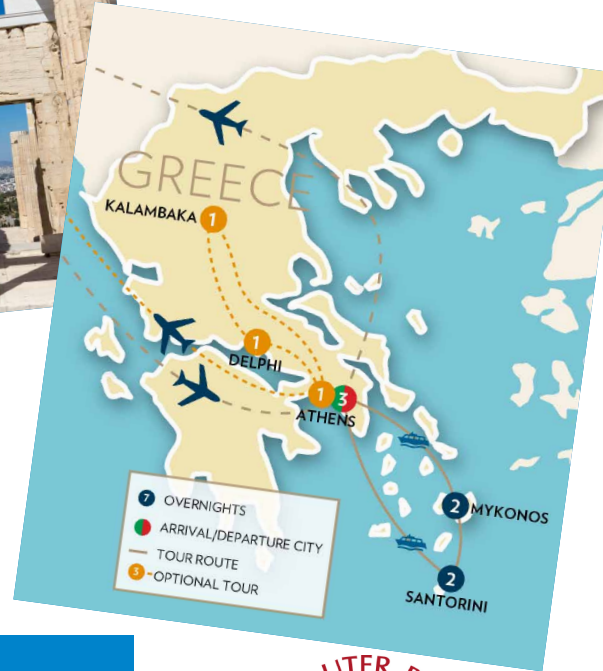 GREECE
KALAMBAKA 1
1
DELPHI
1 3
ATHENS
2 MYKONOS
2
SANTORINI
7 OVERNIGHTS
ARRIVAL/DEPARTURE CITY
TOUR ROUTE
3 OPTIONAL TOUR